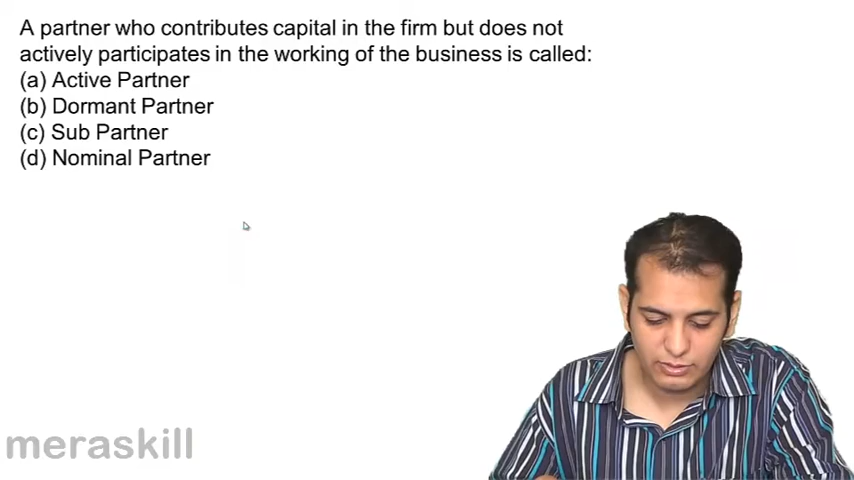 A partner who contributes capital in the firm but does not
actively participates in the working of the business is called:
(a) Active Partner
(b) Dormant Partner
(c) Sub Partner
(d) Nominal Partner
meraskill